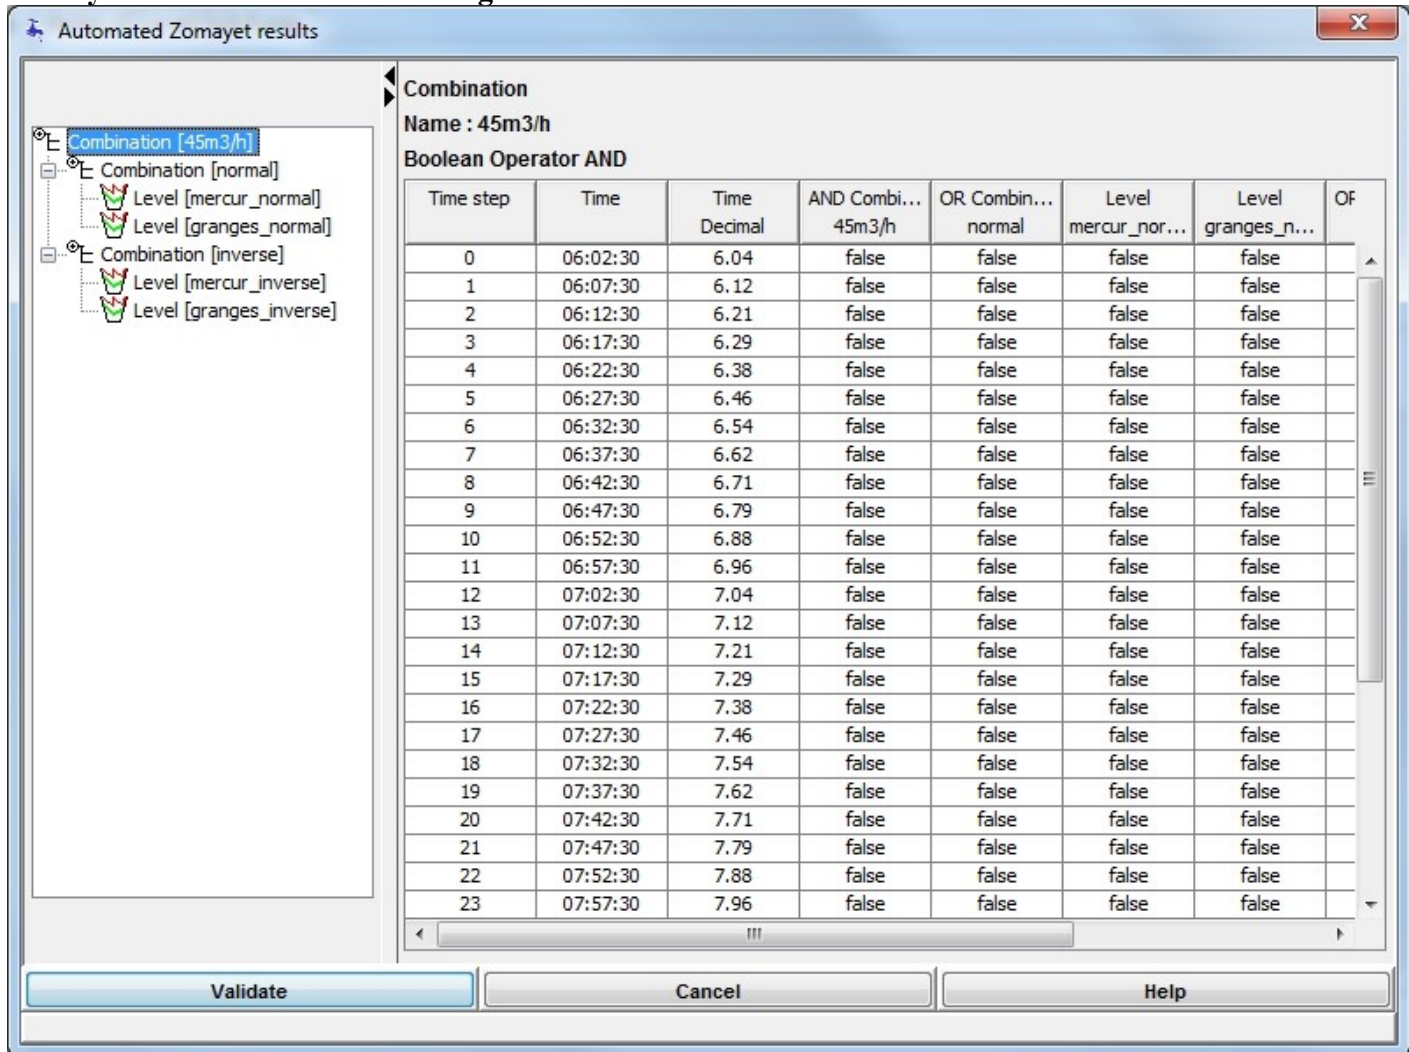 Automated Zomayet results
Combination [45m3/h]
Combination [normal]
Level [mercur_normal]
Level [granges_normal]
Combination [inverse]
Level [mercur_inverse]
Level [granges_inverse]
Combination
Name : 45m3/h
Boolean Operator AND
Time step Time Time Decimal AND Combi... 45m3/h OR Combin... normal Level mercur_nor... Level granges_n... OF
0 06:02:30 6.04 false false false false
1 06:07:30 6.12 false false false false
2 06:12:30 6.21 false false false false
3 06:17:30 6.29 false false false false
4 06:22:30 6.38 false false false false
5 06:27:30 6.46 false false false false
6 06:32:30 6.54 false false false false
7 06:37:30 6.62 false false false false
8 06:42:30 6.71 false false false false
9 06:47:30 6.79 false false false false
10 06:52:30 6.88 false false false false
11 06:57:30 6.96 false false false false
12 07:02:30 7.04 false false false false
13 07:07:30 7.12 false false false false
14 07:12:30 7.21 false false false false
15 07:17:30 7.29 false false false false
16 07:22:30 7.38 false false false false
17 07:27:30 7.46 false false false false
18 07:32:30 7.54 false false false false
19 07:37:30 7.62 false false false false
20 07:42:30 7.71 false false false false
21 07:47:30 7.79 false false false false
22 07:52:30 7.88 false false false false
23 07:57:30 7.96 false false false false
Validate Cancel Help